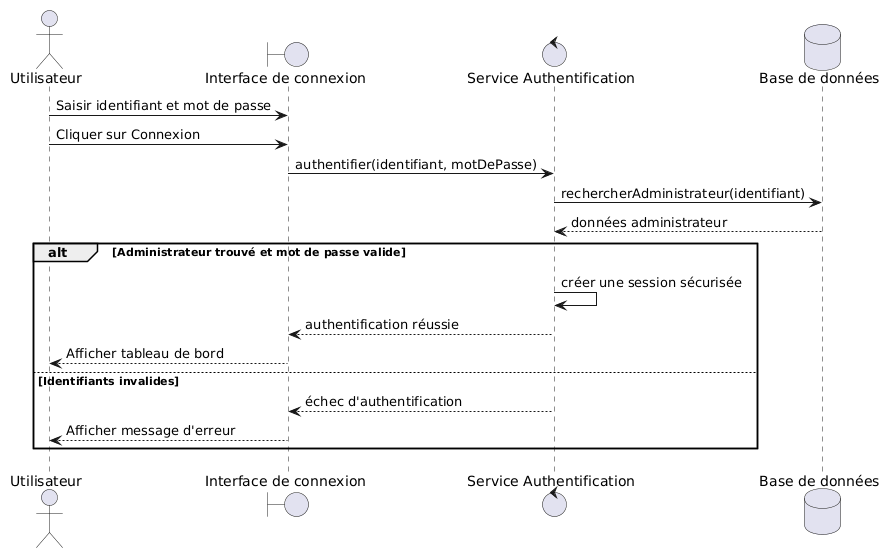 Utilisateur
Interface de connexion
Service Authentification
Base de données
Saisir identifiant et mot de passe
Cliquer sur Connexion
authentifier(identifiant, motDePasse)
rechercherAdministrateur(identifiant)
données administrateur
alt [Administrateur trouvé et mot de passe valide]
créer une session sécurisée
authentification réussie
Afficher tableau de bord
[Identifiants invalides]
échec d'authentification
Afficher message d'erreur
Utilisateur
Interface de connexion
Service Authentification
Base de données